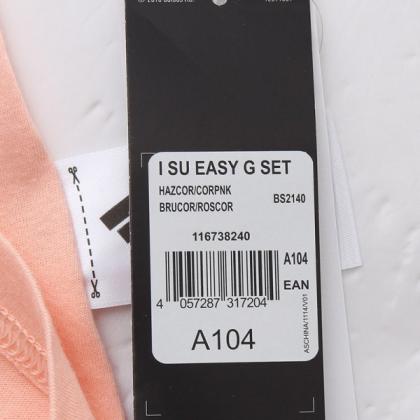 I SU EASY G SET
HAZCOR/CORPNK
BRUCOR/ROSCOR
BS2140
116738240
A104
EAN
4 057287 317204
A104
ASCHINA/1114/V01